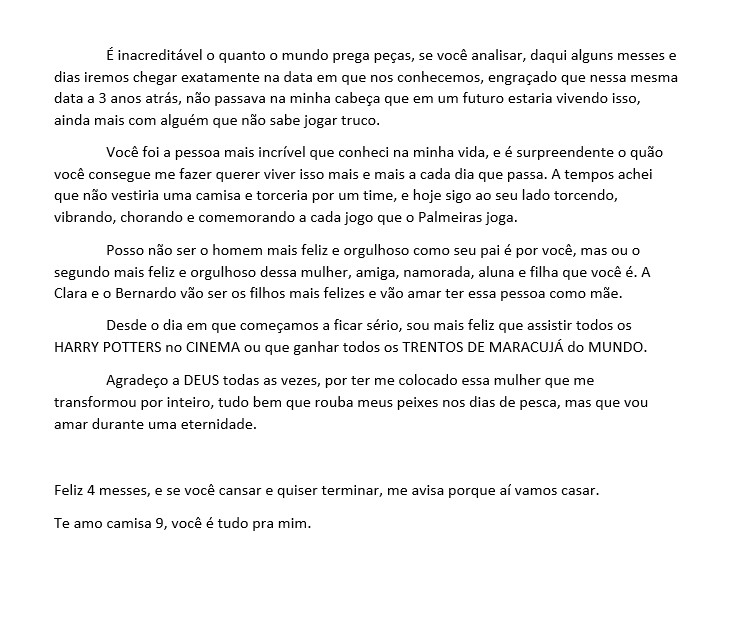 É inacreditável o quanto o mundo prega peças, se você analisar, daqui alguns messes e
dias iremos chegar exatamente na data em que nos conhecemos, engraçado que nessa mesma
data a 3 anos atrás, não passava na minha cabeça que em um futuro estaria vivendo isso,
ainda mais com alguém que não sabe jogar truco.
Você foi a pessoa mais incrível que conheci na minha vida, e é surpreendente o quão
você consegue me fazer querer viver isso mais e mais a cada dia que passa. A tempos achei
que não vestiria uma camisa e torceria por um time, e hoje sigo ao seu lado torcendo,
vibrando, chorando e comemorando a cada jogo que o Palmeiras joga.
Posso não ser o homem mais feliz e orgulhoso como seu pai é por você, mas ou o
segundo mais feliz e orgulhoso dessa mulher, amiga, namorada, aluna e filha que você é. A
Clara e o Bernardo vão ser os filhos mais felizes e vão amar ter essa pessoa como mãe.
Desde o dia em que começamos a ficar sério, sou mais feliz que assistir todos os
HARRY POTTERS no CINEMA ou que ganhar todos os TRENTOS DE MARACUJÁ do MUNDO.
Agradeço a DEUS todas as vezes, por ter me colocado essa mulher que me
transformou por inteiro, tudo bem que rouba meus peixes nos dias de pesca, mas que vou
amar durante uma eternidade.
Feliz 4 messes, e se você cansar e quiser terminar, me avisa porque aí vamos casar.
Te amo camisa 9, você é tudo pra mim.